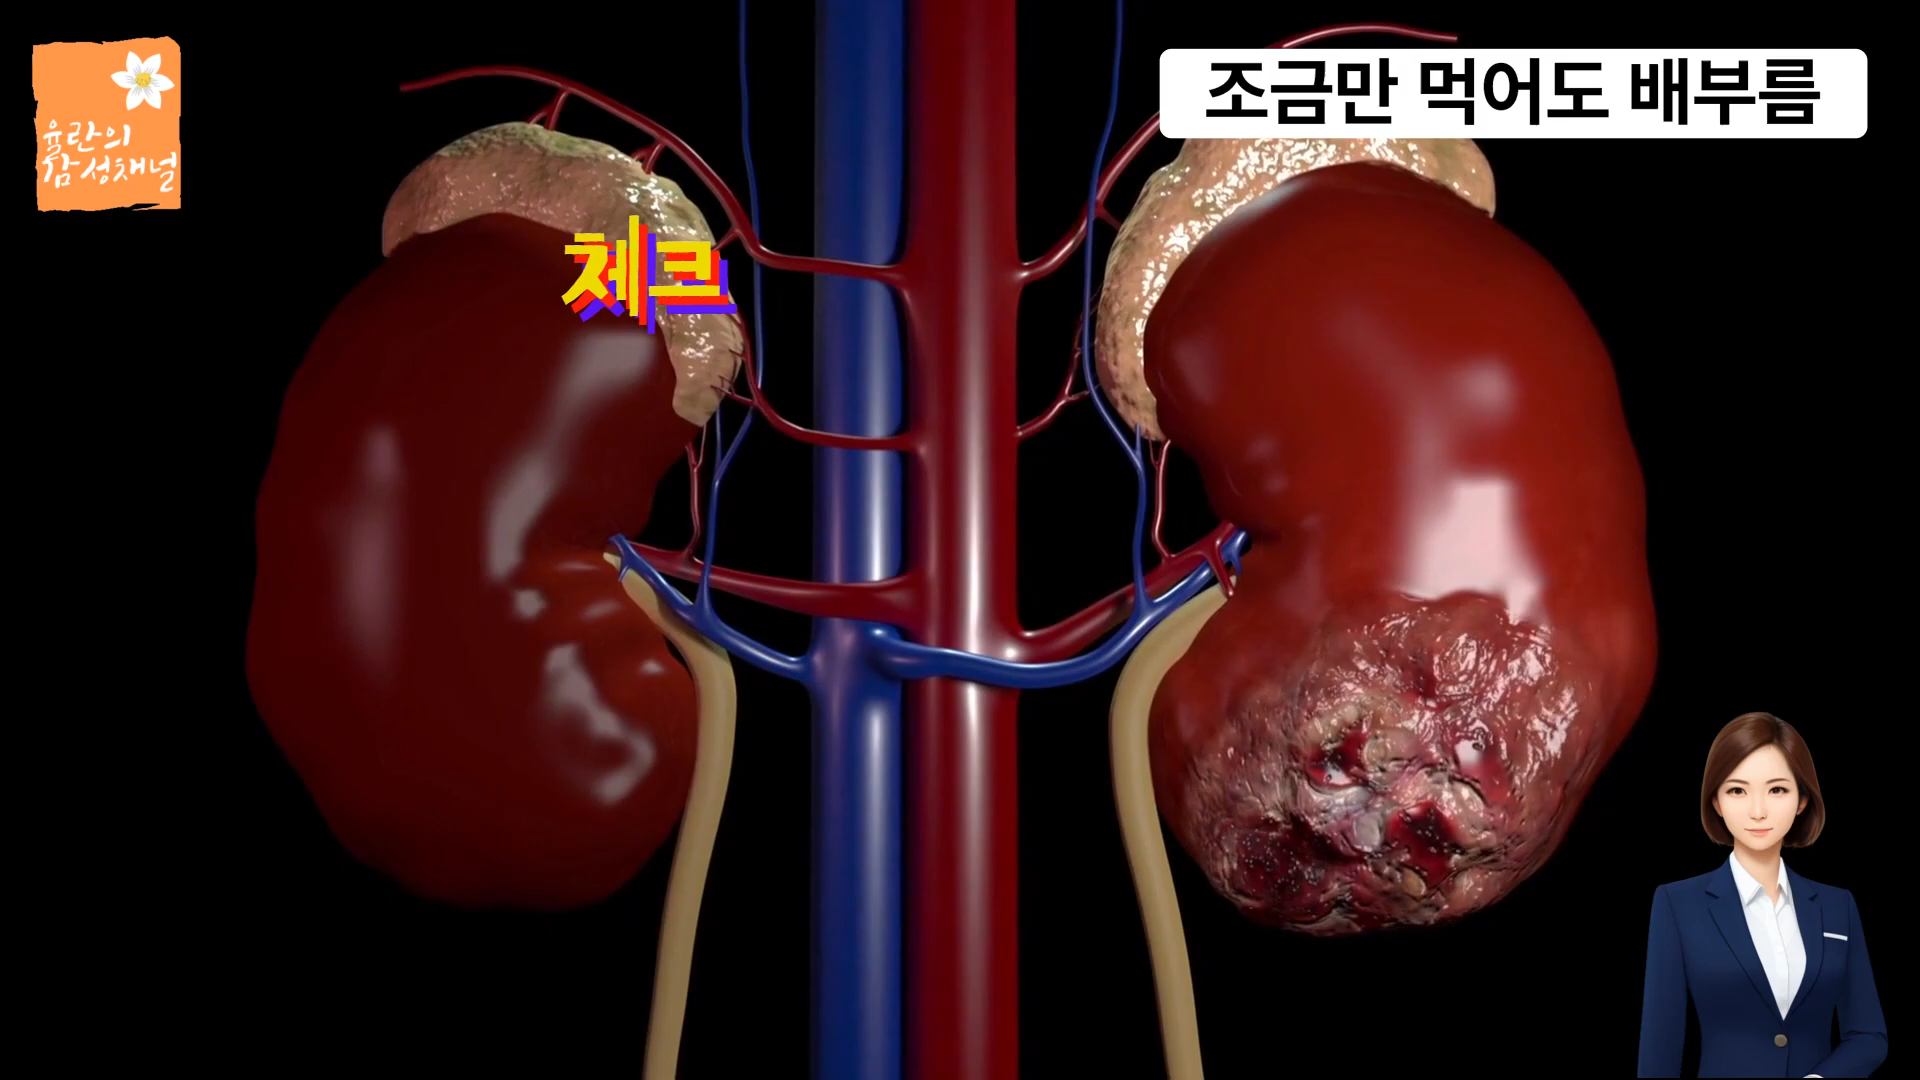 율란의
감성채널
조금만 먹어도 배부름
체크